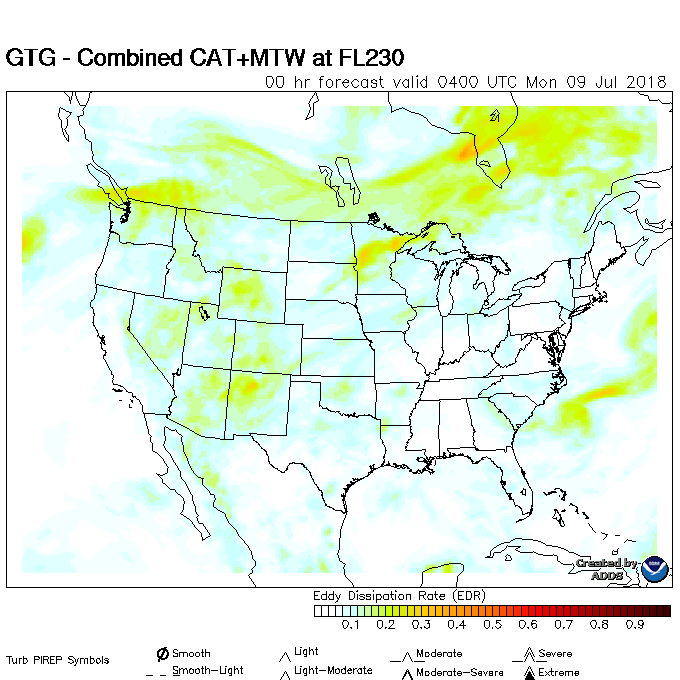 GTG - Combined CAT+MTW at FL230
00 hr forecast valid 0400 UTC Mon 09 Jul 2018
Created by
ADDS
Eddy Dissipation Rate (EDR)
0.1 0.2 0.3 0.4 0.5 0.6 0.7 0.8 0.9
Turb PIREP Symbols
Smooth Light Moderate Severe
Smooth-Light Light-Moderate Moderate-Severe Extreme